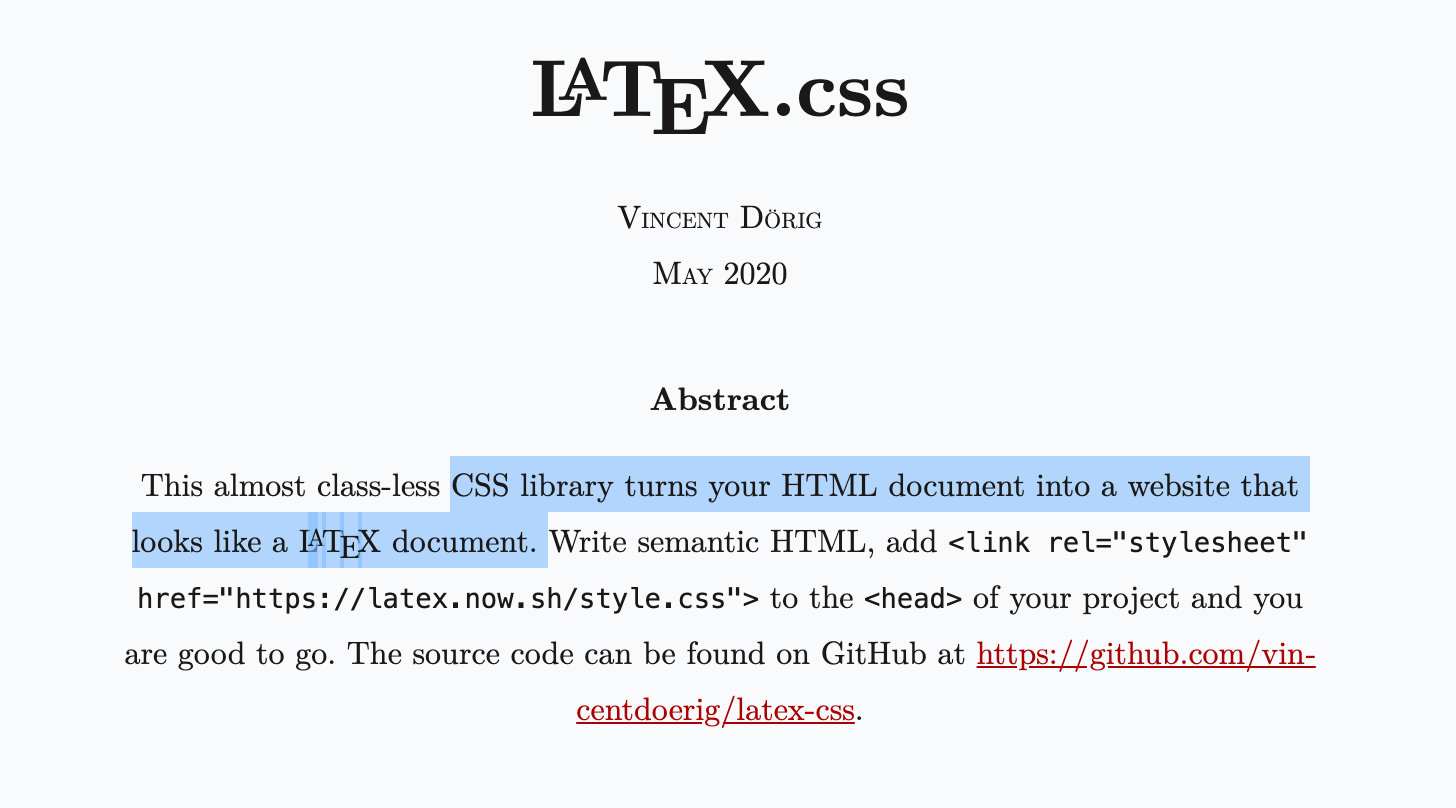 LATEX.css
Vincent Dörig
May 2020
Abstract
This almost class-less CSS library turns your HTML document into a website that
looks like a LATEX document. Write semantic HTML, add <link rel="stylesheet"
href="https://latex.now.sh/style.css"> to the <head> of your project and you
are good to go. The source code can be found on GitHub at https://github.com/vin-
centdoerig/latex-css.